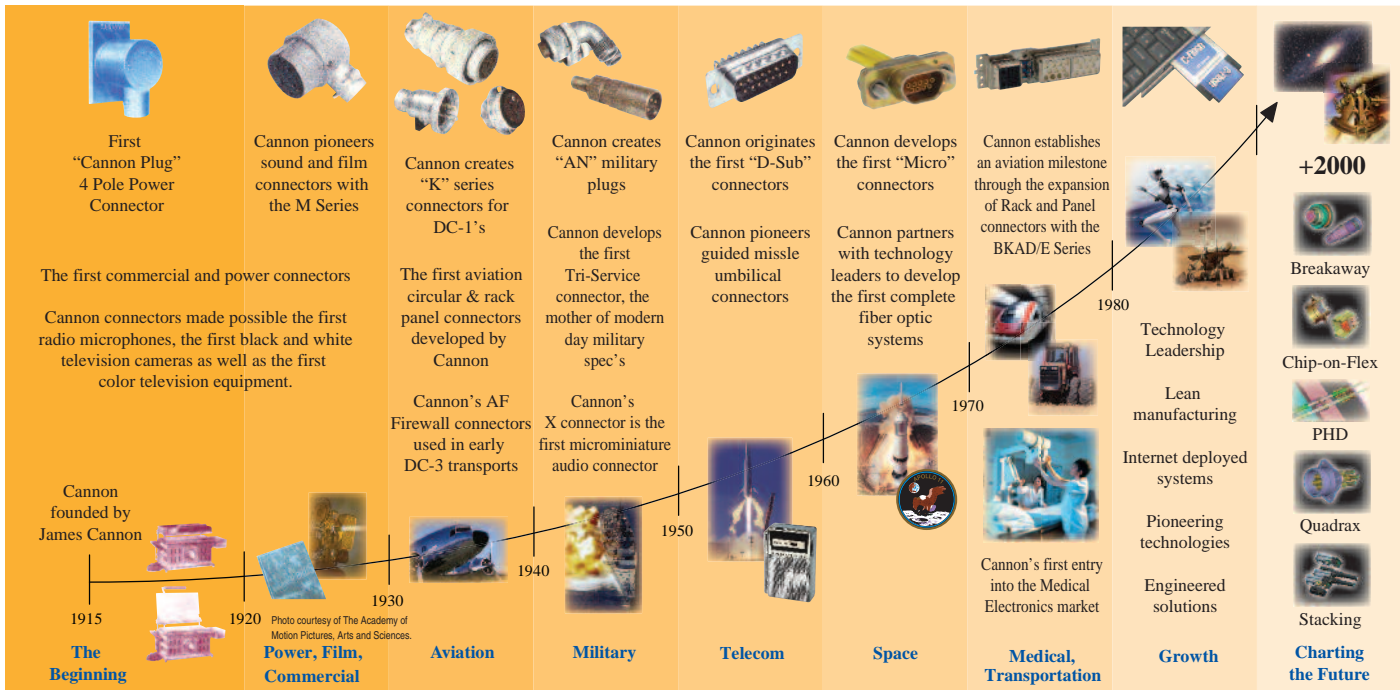 First
“Cannon Plug”
4 Pole Power
Connector
Cannon pioneers
sound and film
connectors with
the M Series
The first commercial and power connectors
Cannon connectors made possible the first
radio microphones, the first black and white
television cameras as well as the first
color television equipment.
Cannon
founded by
James Cannon
1915
The
Beginning
1920
Photo courtesy of The Academy of
Motion Pictures, Arts and Sciences.
Power, Film,
Commercial
Cannon creates
“K” series
connectors for
DC-1’s
The first aviation
circular & rack
panel connectors
developed by
Cannon
Cannon’s AF
Firewall connectors
used in early
DC-3 transports
1930
Aviation
Cannon creates
“AN” military
plugs
Cannon develops
the first
Tri-Service
connector, the
mother of modern
day military
spec’s
Cannon’s
X connector is the
first microminiature
audio connector
1940
Military
Cannon originates
the first “D-Sub”
connectors
Cannon pioneers
guided missle
umbilical
connectors
1950
Telecom
Cannon develops
the first “Micro”
connectors
Cannon partners
with technology
leaders to develop
the first complete
fiber optic
systems
1960
APOLLO 11
Space
Cannon establishes
an aviation milestone
through the expansion
of Rack and Panel
connectors with the
BKAD/E Series
1970
Cannon’s first entry
into the Medical
Electronics market
Medical,
Transportation
1980
Technology
Leadership
Lean
manufacturing
Internet deployed
systems
Pioneering
technologies
Engineered
solutions
Growth
+2000
Breakaway
Chip-on-Flex
PHD
Quadrax
Stacking
Charting
the Future